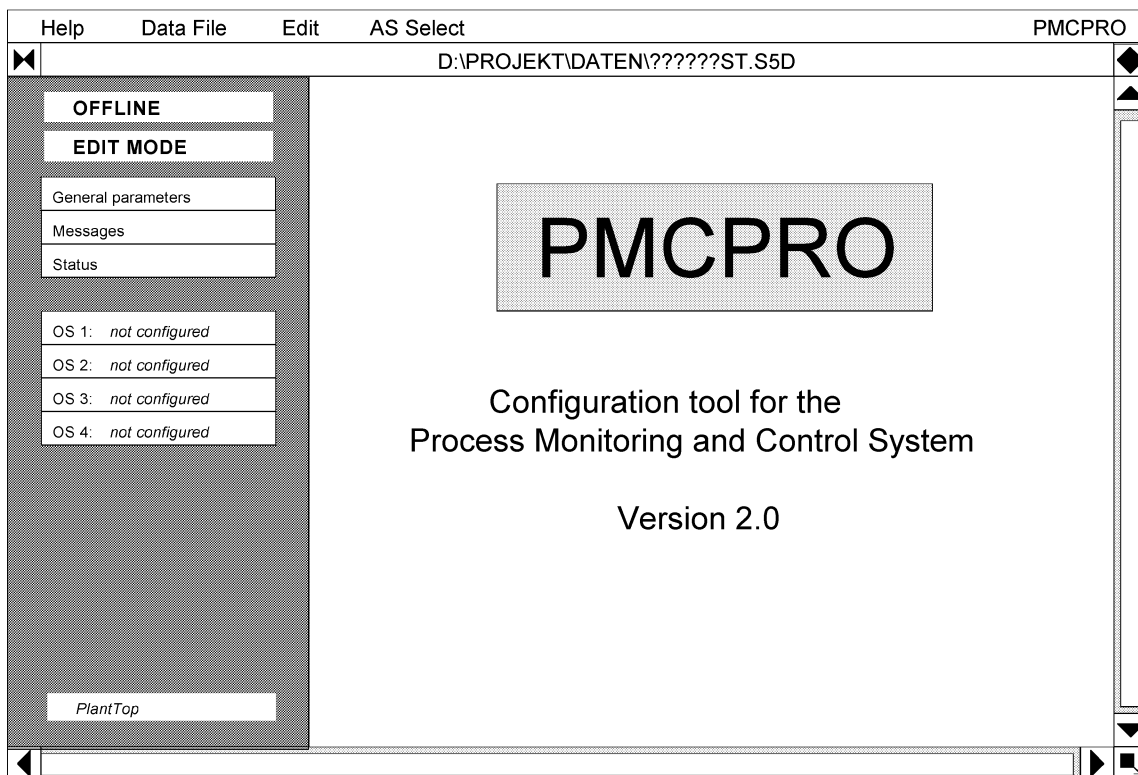 Help Data File Edit AS Select PMCPRO
D:\PROJEKT\DATEN\??????ST.S5D
OFFLINE
EDIT MODE
General parameters
Messages
Status
OS 1: not configured
OS 2: not configured
OS 3: not configured
OS 4: not configured
PlantTop
PMCPRO
Configuration tool for the
Process Monitoring and Control System
Version 2.0